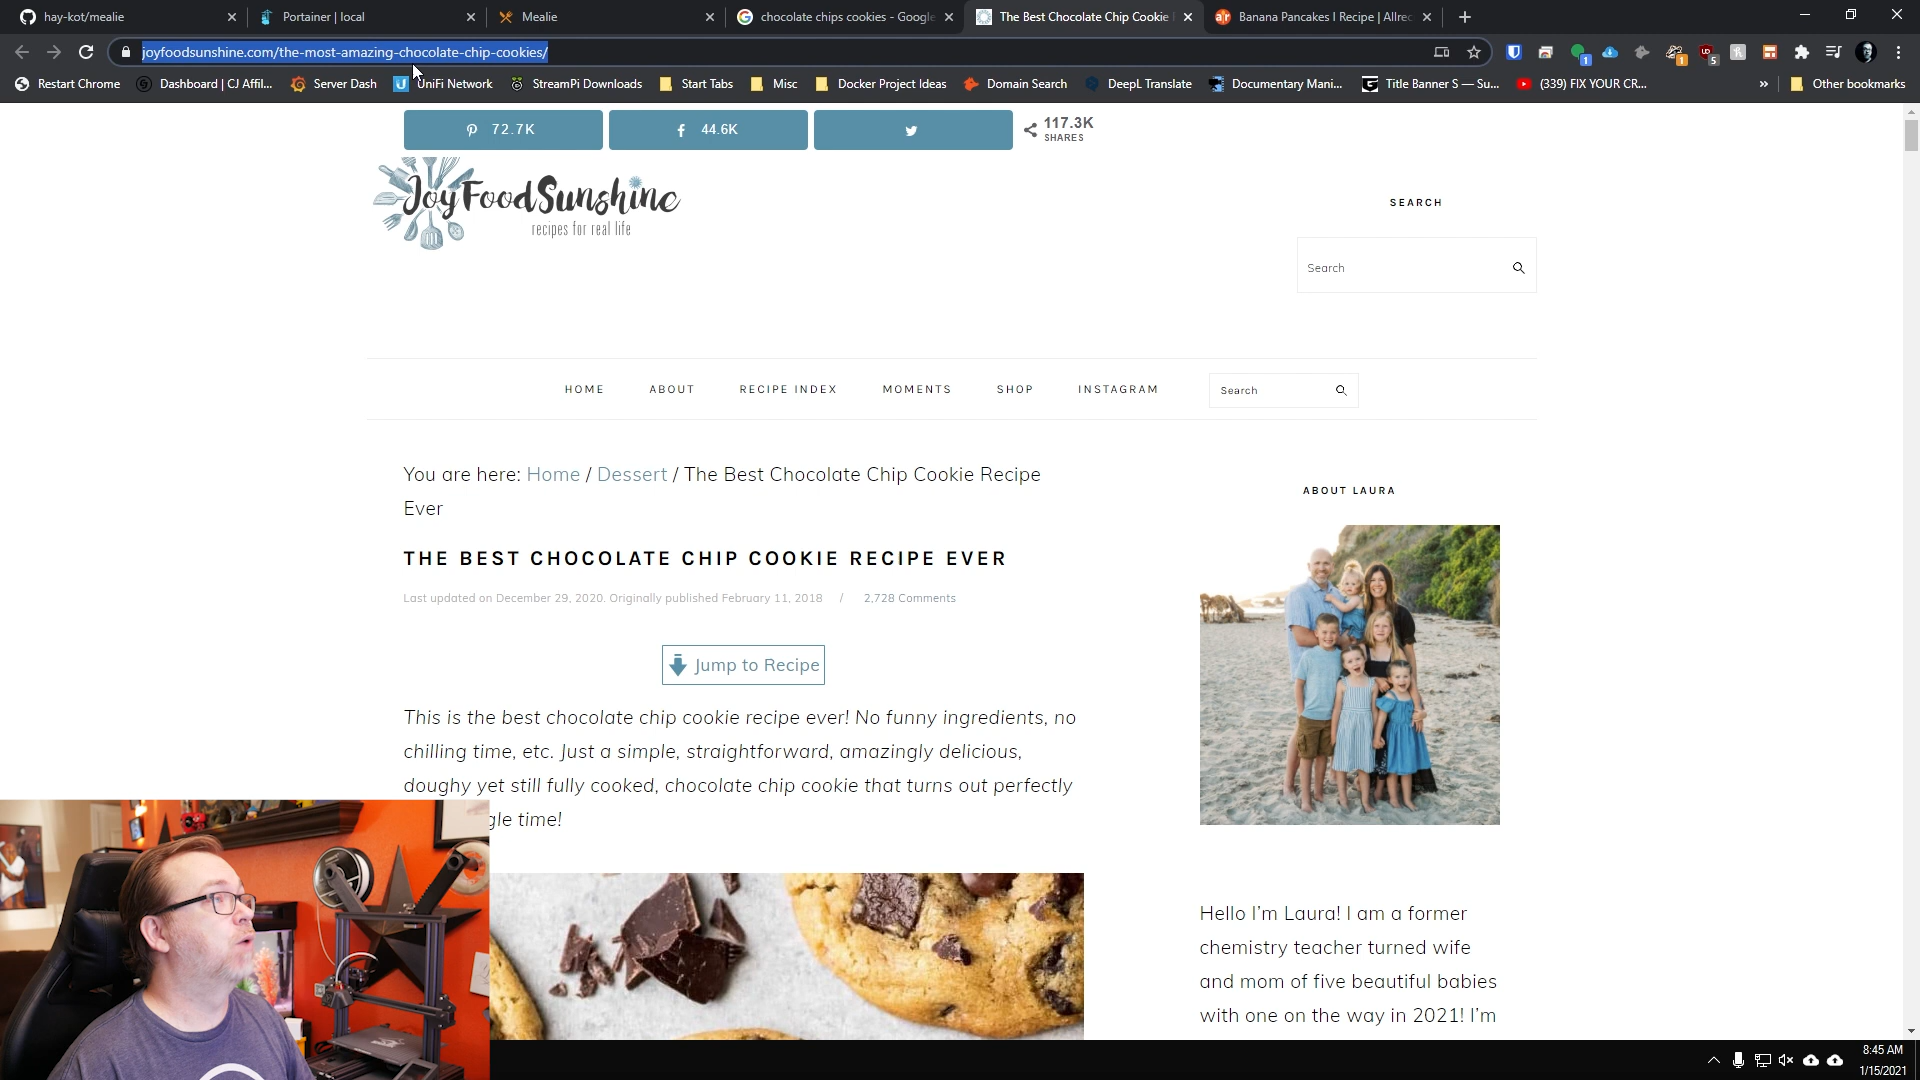 hay-kot/mealie
Portainer | local
Mealie
chocolate chips cookies - Google
The Best Chocolate Chip Cookie
Banana Pancakes I Recipe | Allrec
joyfoodsunshine.com/the-most-amazing-chocolate-chip-cookies/
Restart Chrome
Dashboard | CJ Affil...
Server Dash
UniFi Network
StreamPi Downloads
Start Tabs
Misc
Docker Project Ideas
Domain Search
DeepL Translate
Documentary Mani...
Title Banner S — Su...
(339) FIX YOUR CR...
»
Other bookmarks
72.7K
44.6K
117.3K
SHARES
JoyFoodSunshine
recipes for real life
SEARCH
Search
HOME
ABOUT
RECIPE INDEX
MOMENTS
SHOP
INSTAGRAM
Search
You are here: Home / Dessert / The Best Chocolate Chip Cookie Recipe
Ever
THE BEST CHOCOLATE CHIP COOKIE RECIPE EVER
Last updated on December 29, 2020. Originally published February 11, 2018 / 2,728 Comments
Jump to Recipe
This is the best chocolate chip cookie recipe ever! No funny ingredients, no
chilling time, etc. Just a simple, straightforward, amazingly delicious,
doughy yet still fully cooked, chocolate chip cookie that turns out perfectly
gle time!
ABOUT LAURA
Hello I'm Laura! I am a former
chemistry teacher turned wife
and mom of five beautiful babies
with one on the way in 2021! I'm
8:45 AM
1/15/2021